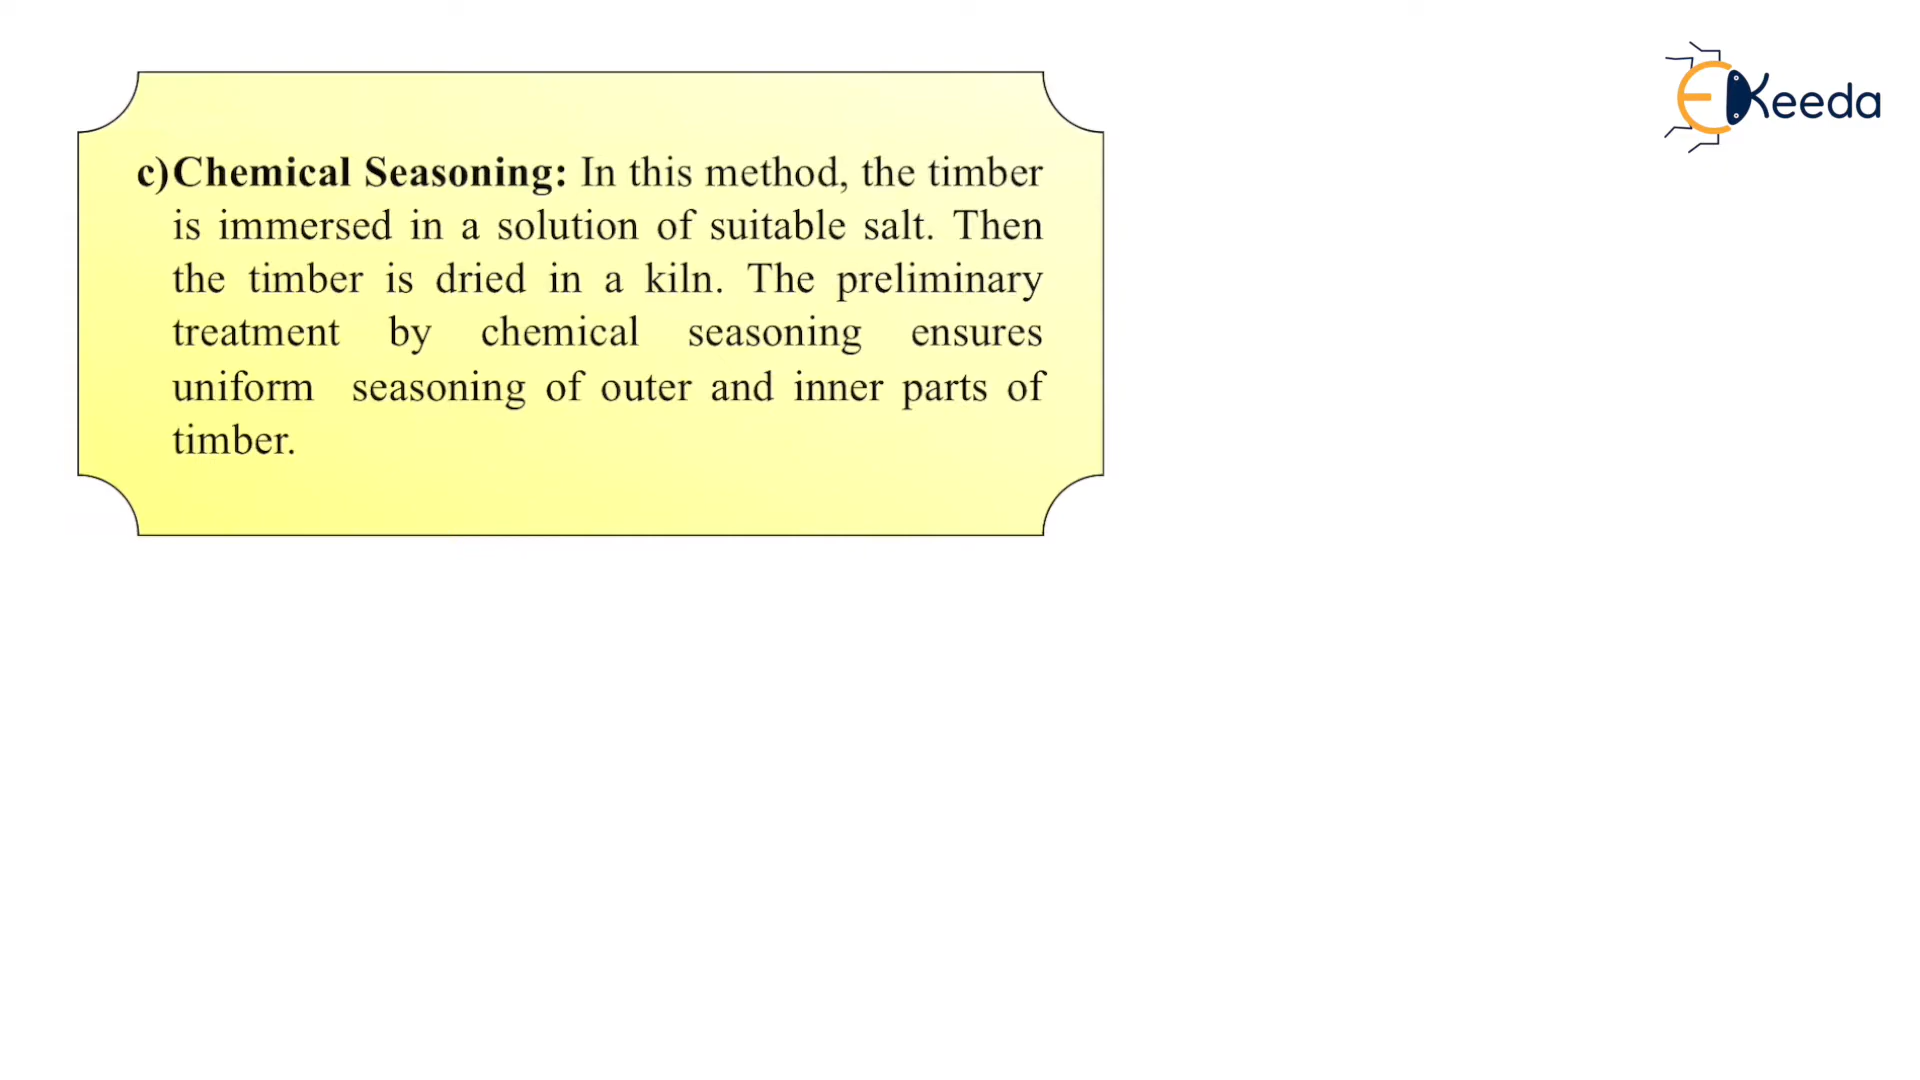 EKeeda
c) Chemical Seasoning: In this method, the timber
is immersed in a solution of suitable salt. Then
the timber is dried in a kiln. The preliminary
treatment by chemical seasoning ensures
uniform seasoning of outer and inner parts of
timber.